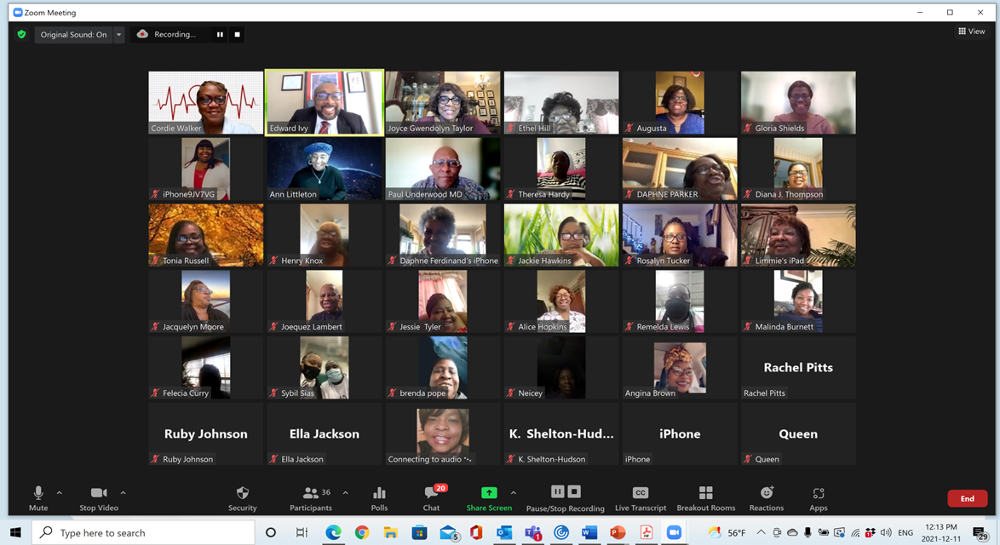 Zoom Meeting
Original Sound: On
Recording...
View
Cordie Walker
Edward Ivy
Joyce Gwendolyn Taylor
Ethel Hill
Augusta
Gloria Shields
iPhone9JV7VG
Ann Littleton
Paul Underwood MD
Theresa Hardy
DAPHNE PARKER
Diana J. Thompson
Tonia Russell
Henry Knox
Daphne Ferdinand's iPhone
Jackie Hawkins
Rosalyn Tucker
Limmie's iPad
Jacquelyn Moore
Joequez Lambert
Jessie Tyler
Alice Hopkins
Remelda Lewis
Malinda Burnett
Rachel Pitts
Felecia Curry
Sybil Sias
brenda pope
Neicey
Angina Brown
Rachel Pitts
Ruby Johnson
Ella Jackson
K. Shelton-Hud...
iPhone
Queen
Ruby Johnson
Ella Jackson
Connecting to audio
K. Shelton-Hudson
iPhone
Queen
36
20
CC
Mute
Stop Video
Security
Participants
Polls
Chat
Share Screen
Pause/Stop Recording
Live Transcript
Breakout Rooms
Reactions
Apps
End
Type here to search
5
1
56°F
ENG
12:13 PM
2021-12-11
29